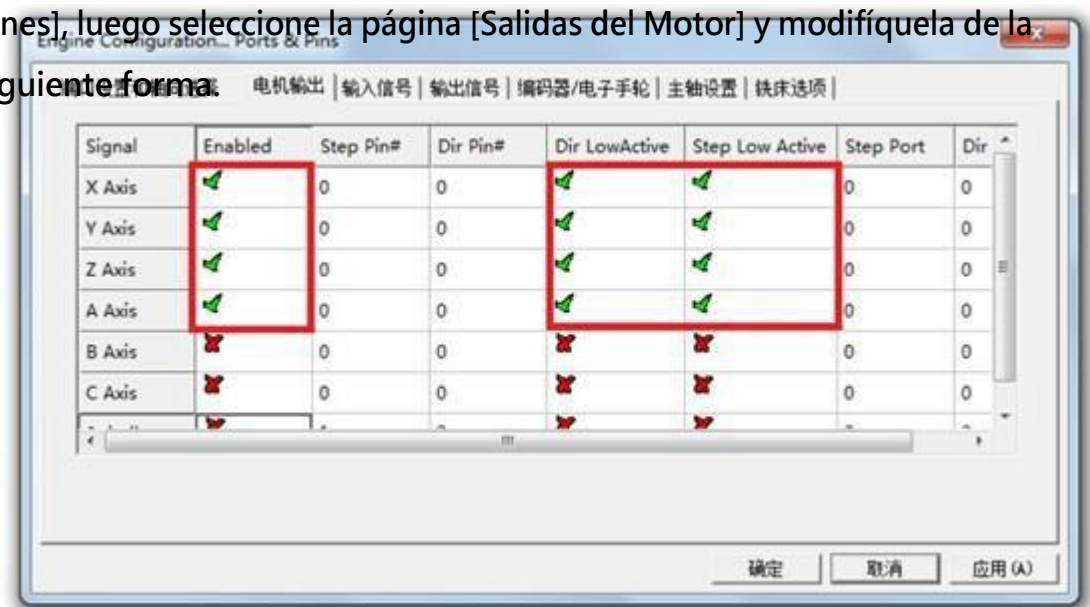 nes], luego seleccione la página [Salidas del Motor] y modifíquela de la
Engine Configuration... Ports & Pins
guiente forma.
电机输出 | 输入信号 | 输出信号 | 编码器/电子手轮 | 主轴设置 | 铣床选项
Signal Enabled Step Pin# Dir Pin# Dir LowActive Step Low Active Step Port Dir
X Axis 0 0 0 0
Y Axis 0 0 0 0
Z Axis 0 0 0 0
A Axis 0 0 0 0
B Axis 0 0 0 0
C Axis 0 0 0 0
确定 取消 应用(A)